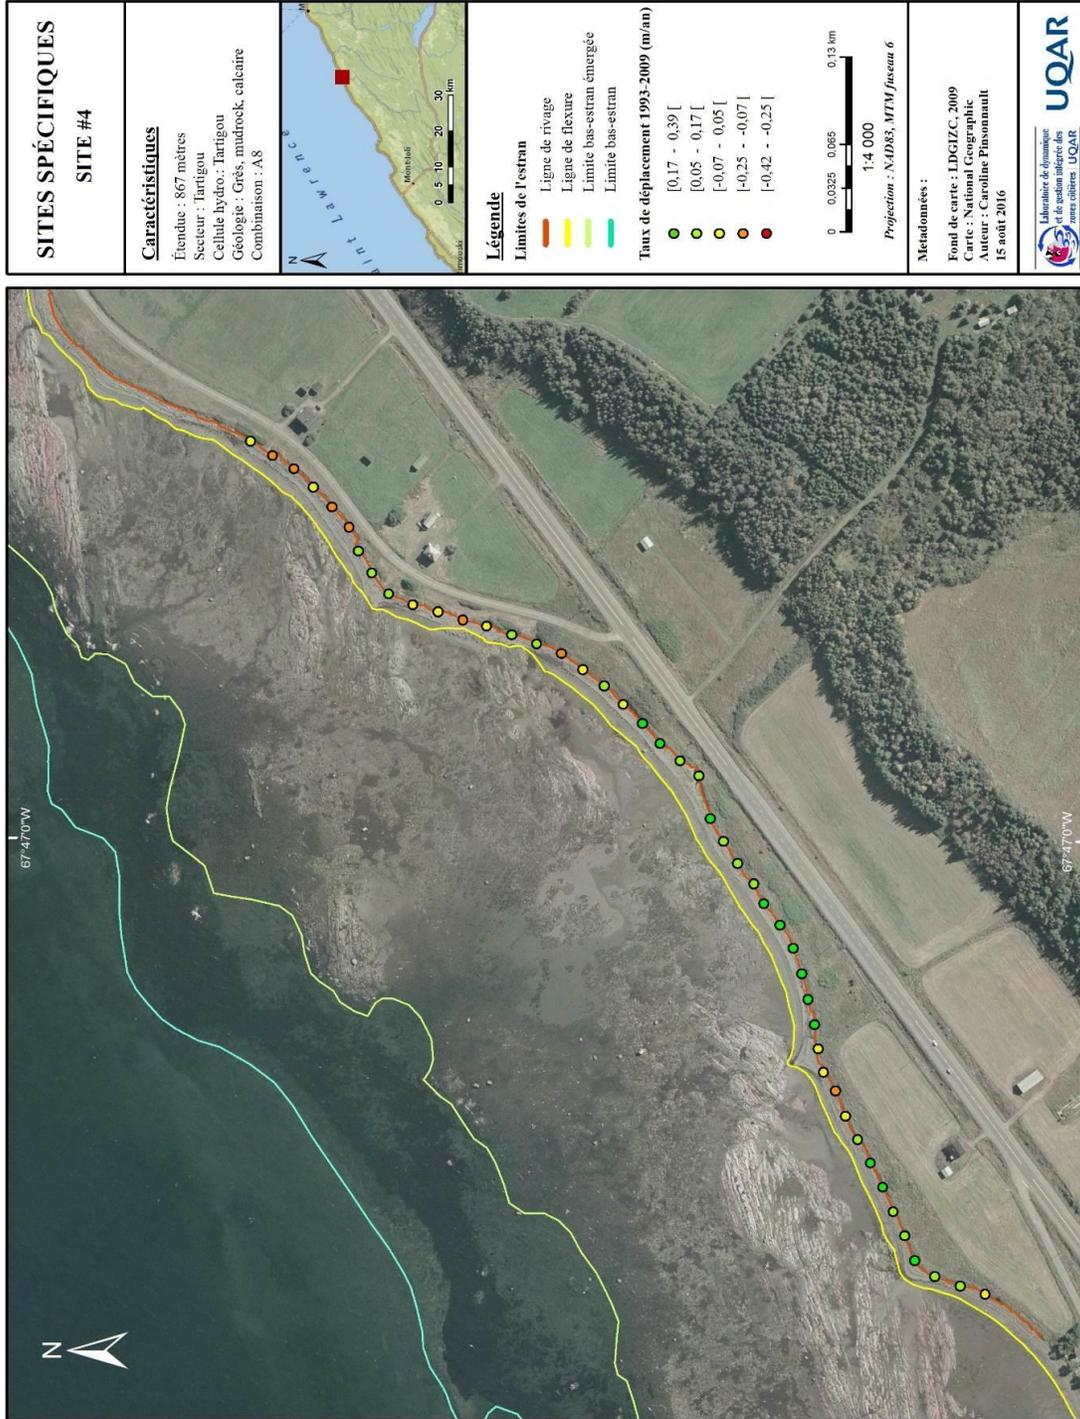 SITES SPÉCIFIQUES
SITE #4
Caractéristiques
Étendue : 867 mètres
Secteur : Tartigou
Cellule hydro.: Tartigou
Géologie : Grès, mudrock, calcaire
Combinaison : A8
N
Saint Lawrence
Mont-Joli
0 5 10 20 30
km
Légende
Limites de l'estran
Ligne de rivage
Ligne de flexure
Limite bas-estran émergée
Limite bas-estran
Taux de déplacement 1993-2009 (m/an)
[0,17 - 0,39 [
[0,05 - 0,17 [
[-0,07 - 0,05 [
[-0,25 - -0,07 [
[-0,42 - -0,25 [
0 0,0325 0,065 0,13 km
1:4 000
Projection : NAD83, MTM fuseau 6
Metadonnées :
Fond de carte : LDGIZC, 2009
Carte : National Geographic
Auteur : Caroline Pinsonnault
15 août 2016
Laboratoire de dynamique
et de gestion intégrée des
zones côtières | UQAR
UQAR
67°47'0"W
N
67°47'0"W